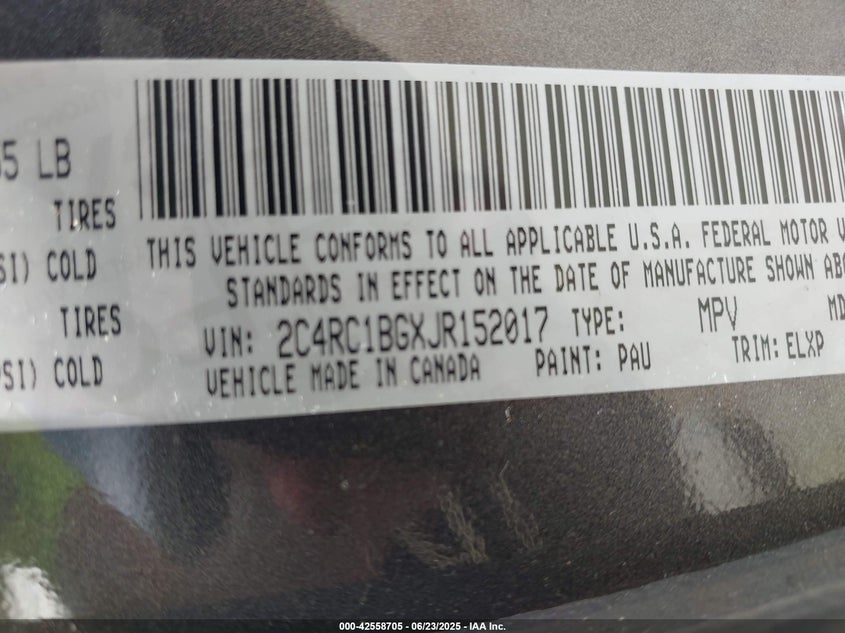 5 LB
TIRES
SI) COLD
TIRES
PSI) COLD
THIS VEHICLE CONFORMS TO ALL APPLICABLE U.S.A. FEDERAL MOTOR V
STANDARDS IN EFFECT ON THE DATE OF MANUFACTURE SHOWN ABO
VIN: 2C4RC1BGXJR152017 TYPE: MPV MD
VEHICLE MADE IN CANADA PAINT: PAU TRIM: ELXP
000-42558705 - 06/23/2025 - IAA Inc.